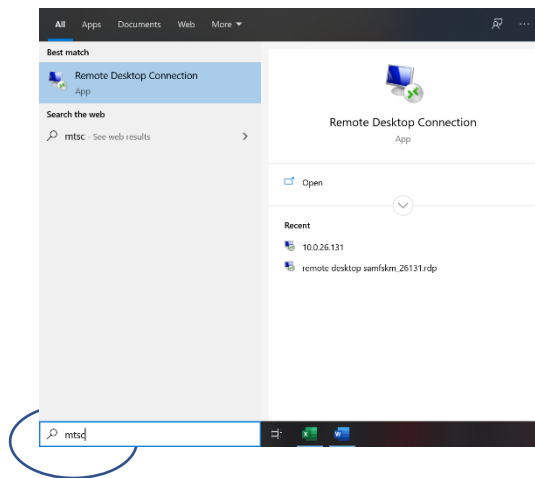 All Apps Documents Web More
Best match
Remote Desktop Connection
App
Search the web
mtsc - See web results
Remote Desktop Connection
App
Open
Recent
10.0.26.131
remote desktop samfskm_26131.rdp
mtsc